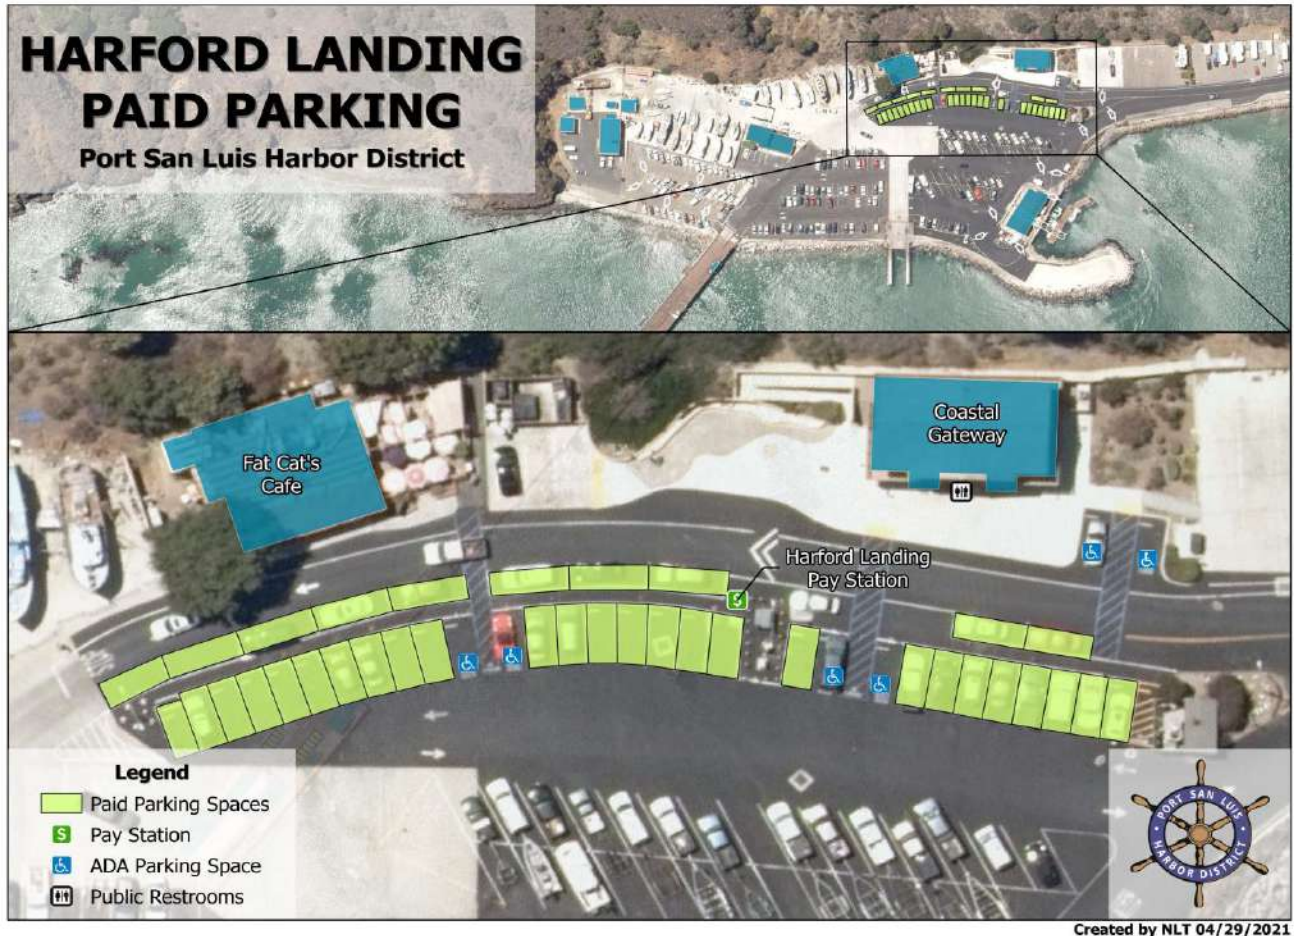 HARFORD LANDING
PAID PARKING
Port San Luis Harbor District
Fat Cat's
Cafe
Coastal
Gateway
Harford Landing
Pay Station
S
Legend
Paid Parking Spaces
S
Pay Station
ADA Parking Space
Public Restrooms
PORT SAN LUIS
HARBOR DISTRICT
Created by NLT 04/29/2021